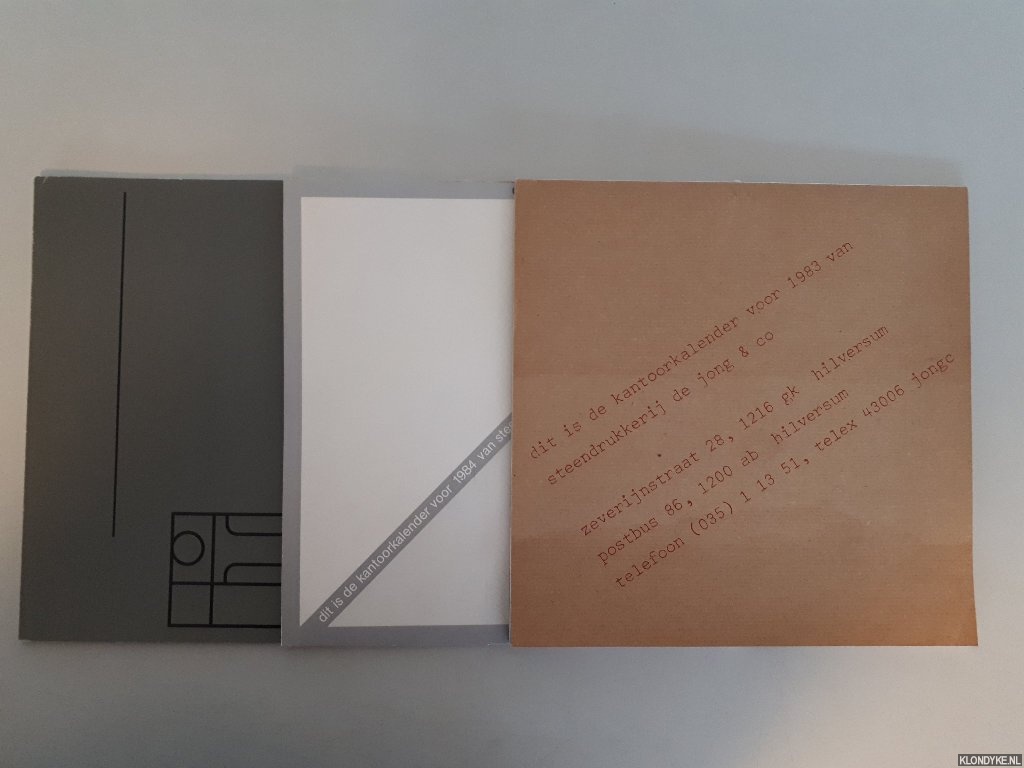 dit is de kantoorkalender voor 1984 van
dit is de kantoorkalender voor 1983 van
steendrukkerij de jong & co
zeverijnstraat 28, 1216 gk hilversum
postbus 86, 1200 ab hilversum
telefoon (035) 1 13 51, telex 43006 jongc
KLONDYKE.NL